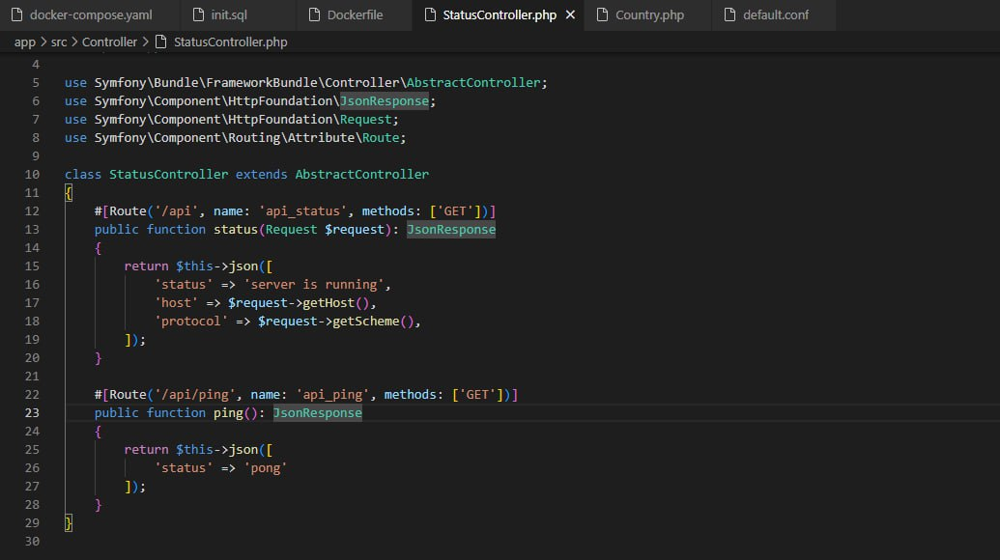 docker-compose.yaml init.sql Dockerfile StatusController.php × Country.php default.conf
app > src > Controller > StatusController.php
4
5 use Symfony\Bundle\FrameworkBundle\Controller\AbstractController;
6 use Symfony\Component\HttpFoundation\JsonResponse;
7 use Symfony\Component\HttpFoundation\Request;
8 use Symfony\Component\Routing\Attribute\Route;
9
10 class StatusController extends AbstractController
11 {
12     #[Route('/api', name: 'api_status', methods: ['GET'])]
13     public function status(Request $request): JsonResponse
14     {
15         return $this->json([
16             'status' => 'server is running',
17             'host' => $request->getHost(),
18             'protocol' => $request->getScheme(),
19         ]);
20     }
21
22     #[Route('/api/ping', name: 'api_ping', methods: ['GET'])]
23     public function ping(): JsonResponse
24     {
25         return $this->json([
26             'status' => 'pong'
27         ]);
28     }
29 }
30